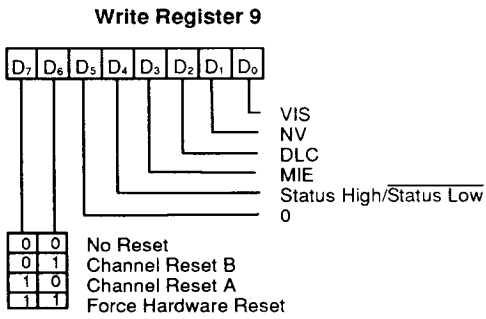 Write Register 9
D7 D6 D5 D4 D3 D2 D1 D0
VIS
NV
DLC
MIE
Status High/Status Low
0
0 0 No Reset
0 1 Channel Reset B
1 0 Channel Reset A
1 1 Force Hardware Reset